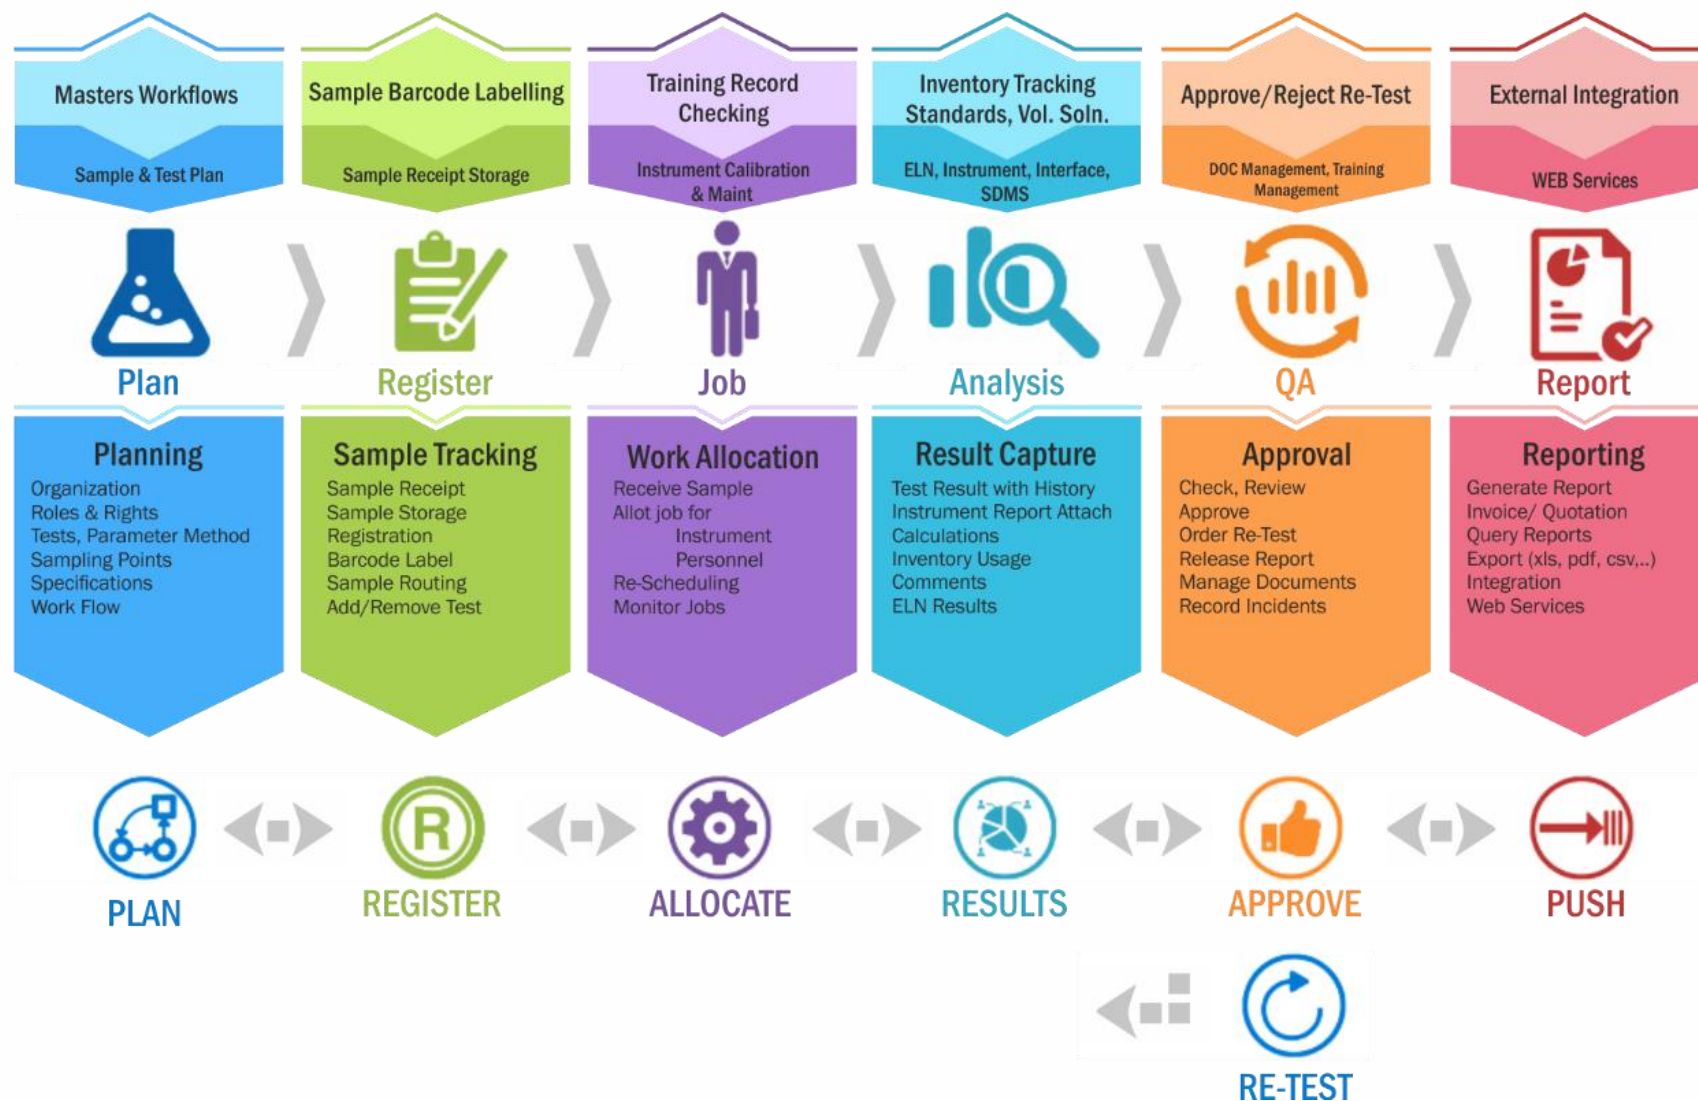 Masters Workflows
Sample & Test Plan
Sample Barcode Labelling
Sample Receipt Storage
Training Record
Checking
Instrument Calibration
& Maint
Inventory Tracking
Standards, Vol. Soln.
ELN, Instrument, Interface,
SDMS
Approve/Reject Re-Test
DOC Management, Training
Management
External Integration
WEB Services
Plan
Register
Job
Analysis
QA
Report
Planning
Organization
Roles & Rights
Tests, Parameter Method
Sampling Points
Specifications
Work Flow
Sample Tracking
Sample Receipt
Sample Storage
Registration
Barcode Label
Sample Routing
Add/Remove Test
Work Allocation
Receive Sample
Allot job for
Instrument
Personnel
Re-Scheduling
Monitor Jobs
Result Capture
Test Result with History
Instrument Report Attach
Calculations
Inventory Usage
Comments
ELN Results
Approval
Check, Review
Approve
Order Re-Test
Release Report
Manage Documents
Record Incidents
Reporting
Generate Report
Invoice/ Quotation
Query Reports
Export (xls, pdf, csv,..)
Integration
Web Services
R
PLAN
REGISTER
ALLOCATE
RESULTS
APPROVE
PUSH
RE-TEST